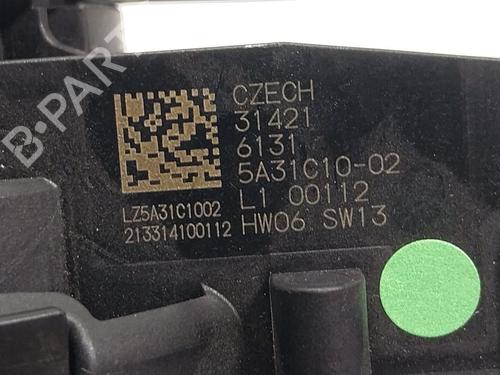 B-PART
CZECH
31421
6131
5A31C10-02
L1 00112
HW06 SW13
LZ5A31C1002
213314100112